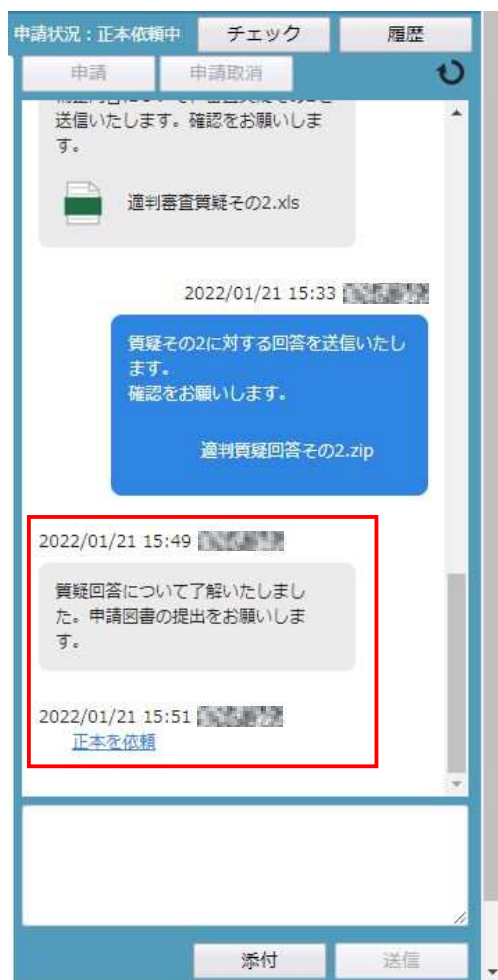 申請状況：正本依頼中 チェック 履歴
申請 申請取消
送信いたします。確認をお願いしま
す。
適判審査質疑その2.xls
2022/01/21 15:33
質疑その2に対する回答を送信いたし
ます。
確認をお願いします。
適判質疑回答その2.zip
2022/01/21 15:49
質疑回答について了解いたしまし
た。申請図書の提出をお願いしま
す。
2022/01/21 15:51
正本を依頼
添付 送信